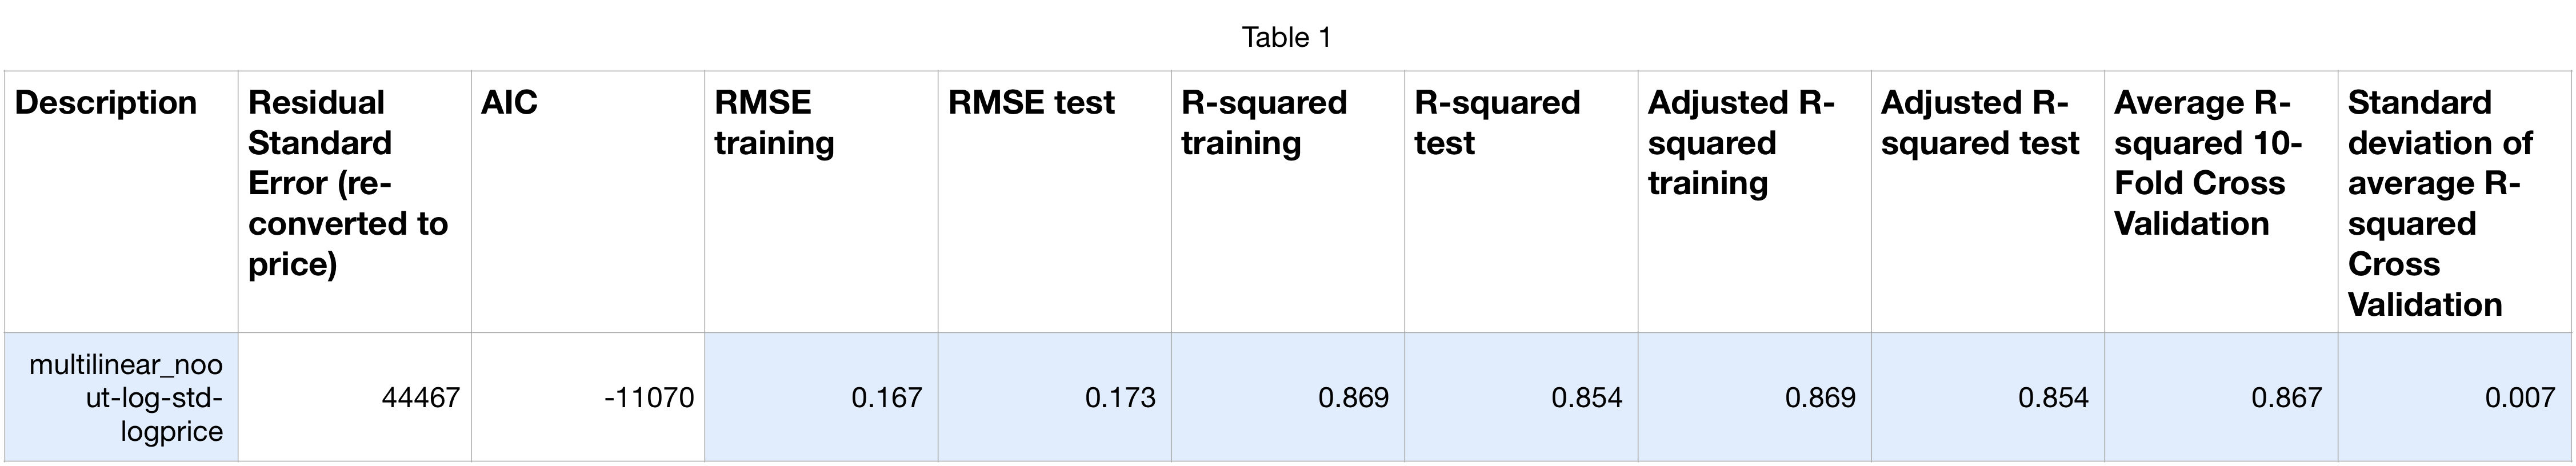 Table 1
Description
Residual
Standard
Error (re-
converted to
price)
AIC
RMSE
training
RMSE test
R-squared
training
R-squared
test
Adjusted R-
squared
training
Adjusted R-
squared test
Average R-
squared 10-
Fold Cross
Validation
Standard
deviation of
average R-
squared
Cross
Validation
multilinear_noo
ut-log-std-
logprice
44467
-11070
0.167
0.173
0.869
0.854
0.869
0.854
0.867
0.007